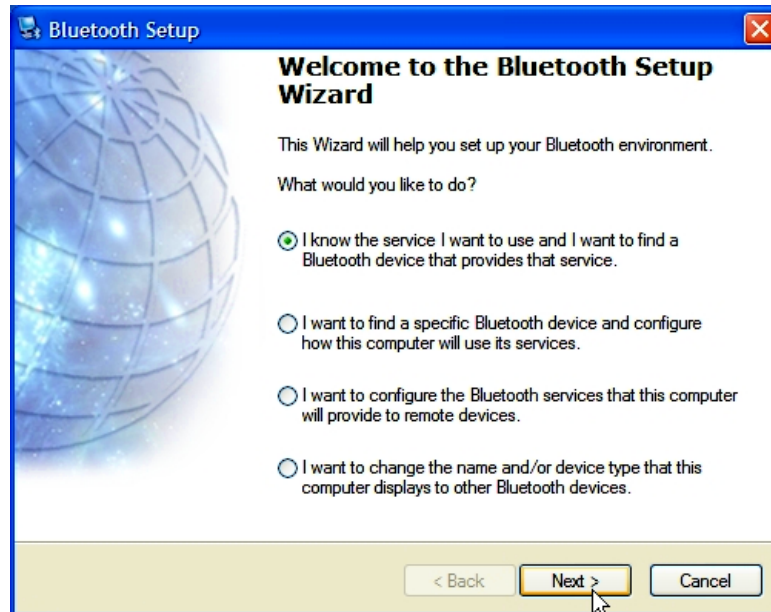 Bluetooth Setup
Welcome to the Bluetooth Setup
Wizard
This Wizard will help you set up your Bluetooth environment.
What would you like to do?
I know the service I want to use and I want to find a
Bluetooth device that provides that service.
I want to find a specific Bluetooth device and configure
how this computer will use its services.
I want to configure the Bluetooth services that this computer
will provide to remote devices.
I want to change the name and/or device type that this
computer displays to other Bluetooth devices.
< Back Next > Cancel